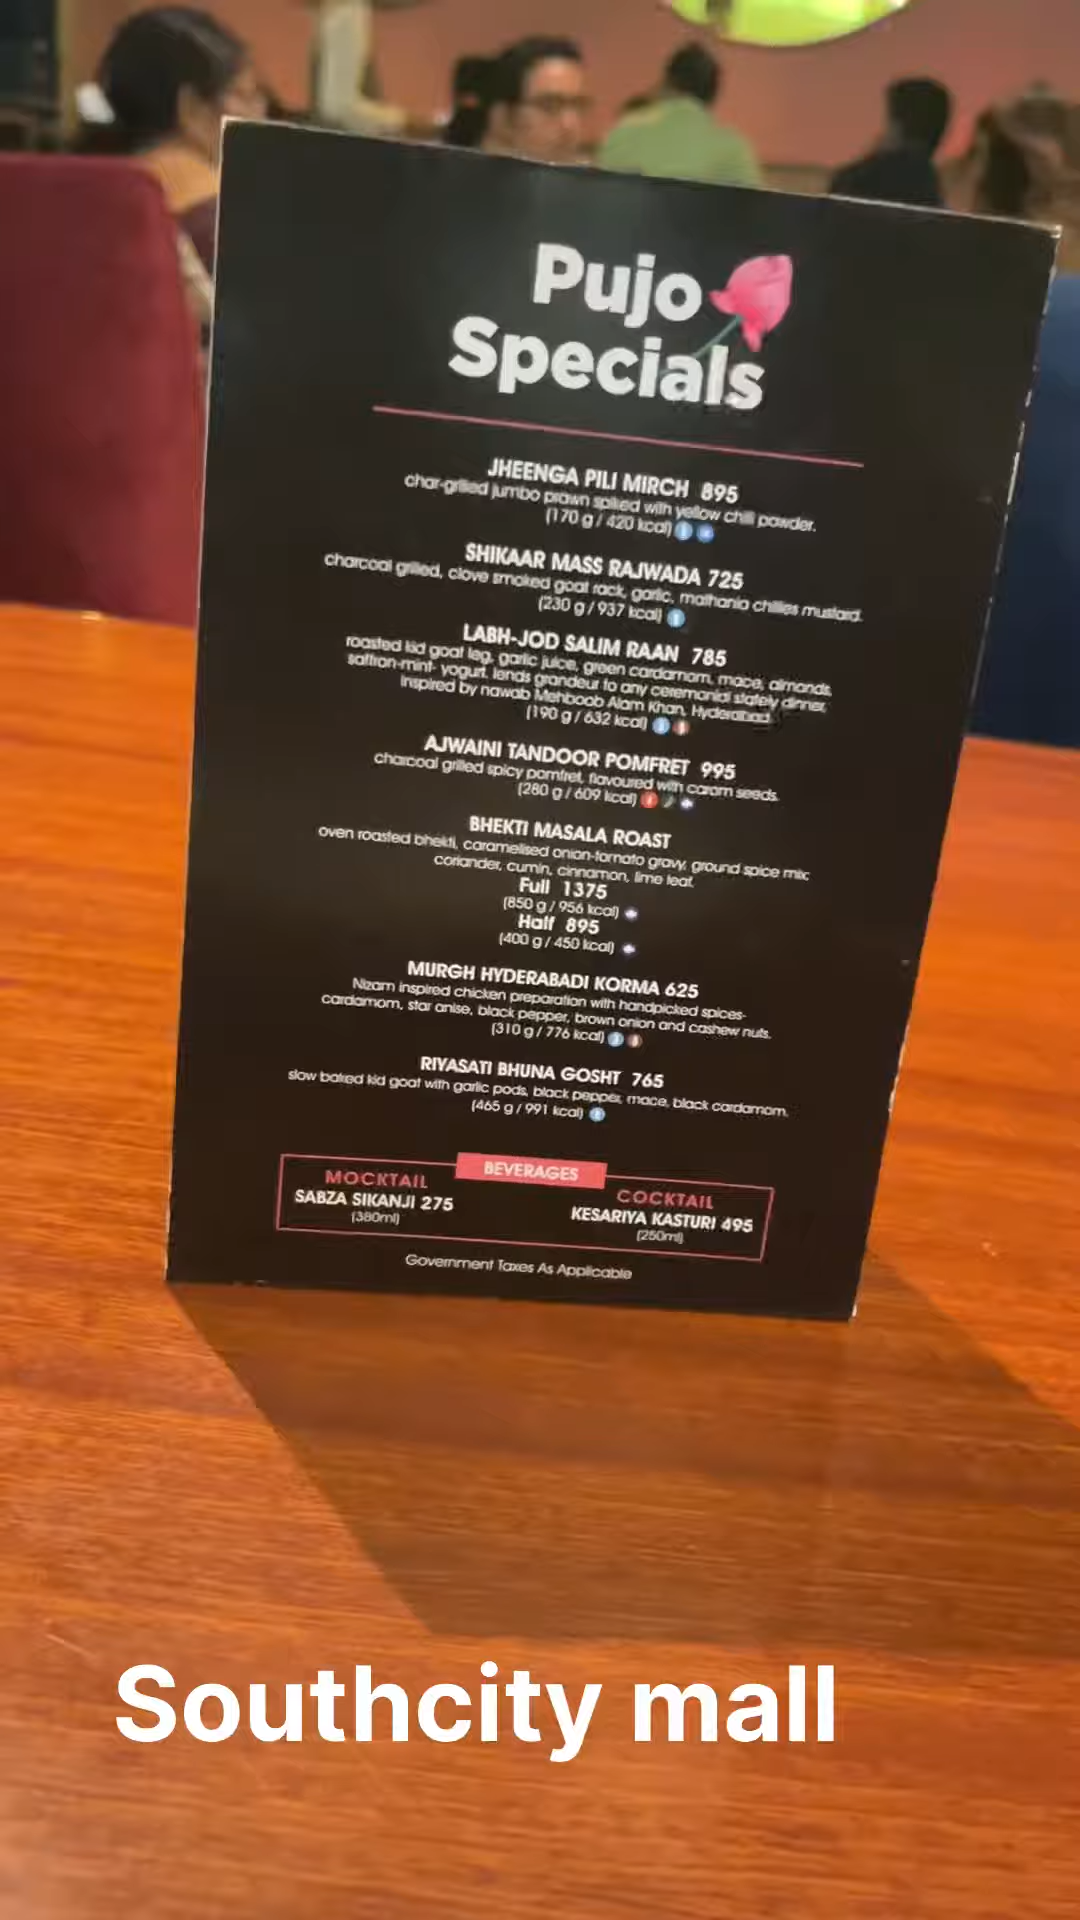 Pujo
Specials
JHEENGA PILI MIRCH 895
char-grilled jumbo prawn spiked with yellow chilli powder.
(170 g / 420 kcal)
SHIKAAR MASS RAJWADA 725
charcoal grilled, clove smoked goat rack, garlic, mathania chillies mustard.
(230 g / 937 kcal)
LABH-JOD SALIM RAAN 785
roasted kid goat leg, garlic juice, green cardamom, mace, almonds,
saffron-mint- yogurt, lends grandeur to any ceremonial stately dinner,
inspired by nawab Mehboob Alam Khan, Hyderabad.
(190 g / 632 kcal)
AJWAINI TANDOOR POMFRET 995
charcoal grilled spicy pomfret, flavoured with carom seeds.
(280 g / 609 kcal)
BHEKTI MASALA ROAST
oven roasted bhekti, caramelised onion-tomato gravy, ground spice mix:
coriander, cumin, cinnamon, lime leaf.
Full 1375
(850 g / 956 kcal)
Half 895
(400 g / 450 kcal)
MURGH HYDERABADI KORMA 625
Nizam inspired chicken preparation with handpicked spices-
cardamom, star anise, black pepper, brown onion and cashew nuts.
(310 g / 776 kcal)
RIYASATI BHUNA GOSHT 765
slow baked kid goat with garlic pods, black pepper, mace, black cardamom.
(465 g / 991 kcal)
BEVERAGES
MOCKTAIL
SABZA SIKANJI 275
(380ml)
COCKTAIL
KESARIYA KASTURI 495
(250ml)
Government Taxes As Applicable
Southcity mall